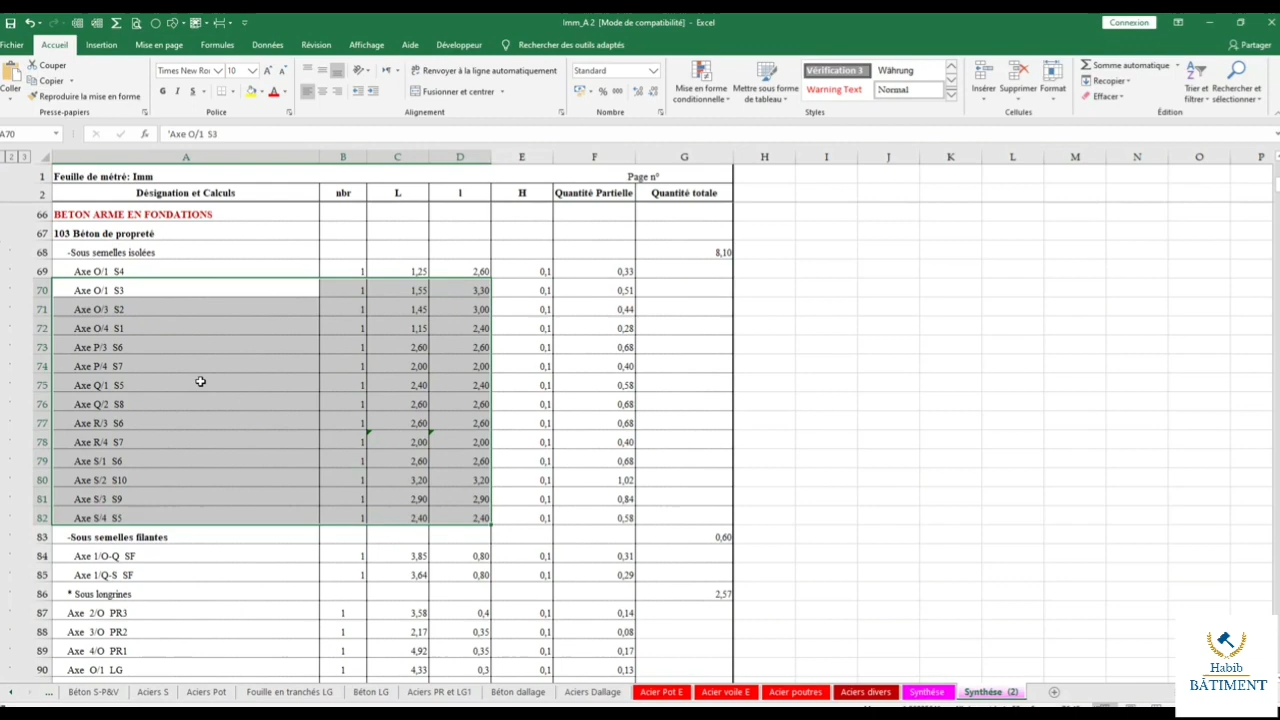 Imm_A 2 [Mode de compatibilité] - Excel
Connexion
Fichier Accueil Insertion Mise en page Formules Données Révision Affichage Aide Développeur Rechercher des outils adaptés Partager
Coller
Couper
Copier
Reproduire la mise en forme
Presse-papiers
Times New Ro 10
G I S
Police
Renvoyer à la ligne automatiquement
Fusionner et centrer
Alignement
Standard
Nombre
Mise en forme conditionnelle
Mettre sous forme de tableau
Vérification 3 Währung
Warning Text Normal
Styles
Insérer Supprimer Format
Cellules
Somme automatique
Recopier
Effacer
Trier et filtrer
Rechercher et sélectionner
Édition
A70 fx 'Axe O/1 S3
2 3 A B C D E F G H I J K L M N O P
1 Feuille de métré: Imm Page n°
2 Désignation et Calculs nbr L l H Quantité Partielle Quantité totale
66 BETON ARME EN FONDATIONS
67 103 Béton de propreté
68 -Sous semelles isolées 8,10
69 Axe O/1 S4 1 1,25 2,60 0,1 0,33
70 Axe O/1 S3 1 1,55 3,30 0,1 0,51
71 Axe O/3 S2 1 1,45 3,00 0,1 0,44
72 Axe O/4 S1 1 1,15 2,40 0,1 0,28
73 Axe P/3 S6 1 2,60 2,60 0,1 0,68
74 Axe P/4 S7 1 2,00 2,00 0,1 0,40
75 Axe Q/1 S5 1 2,40 2,40 0,1 0,58
76 Axe Q/2 S8 1 2,60 2,60 0,1 0,68
77 Axe R/3 S6 1 2,60 2,60 0,1 0,68
78 Axe R/4 S7 1 2,00 2,00 0,1 0,40
79 Axe S/1 S6 1 2,60 2,60 0,1 0,68
80 Axe S/2 S10 1 3,20 3,20 0,1 1,02
81 Axe S/3 S9 1 2,90 2,90 0,1 0,84
82 Axe S/4 S5 1 2,40 2,40 0,1 0,58
83 -Sous semelles filantes 0,60
84 Axe 1/O-Q SF 1 3,85 0,80 0,1 0,31
85 Axe 1/Q-S SF 1 3,64 0,80 0,1 0,29
86 * Sous longrines 2,57
87 Axe 2/O PR3 1 3,58 0,4 0,1 0,14
88 Axe 3/O PR2 1 2,17 0,35 0,1 0,08
89 Axe 4/O PR1 1 4,92 0,35 0,1 0,17
90 Axe O/1 LG 1 4,33 0,3 0,1 0,13
... Béton S-P&V Aciers S Aciers Pot Fouille en tranchés LG Béton LG Aciers PR et LG1 Béton dallage Aciers Dallage Acier Pot E Acier voile E Acier poutres Aciers divers Synthése Synthése (2)
Habib
BÂTIMENT